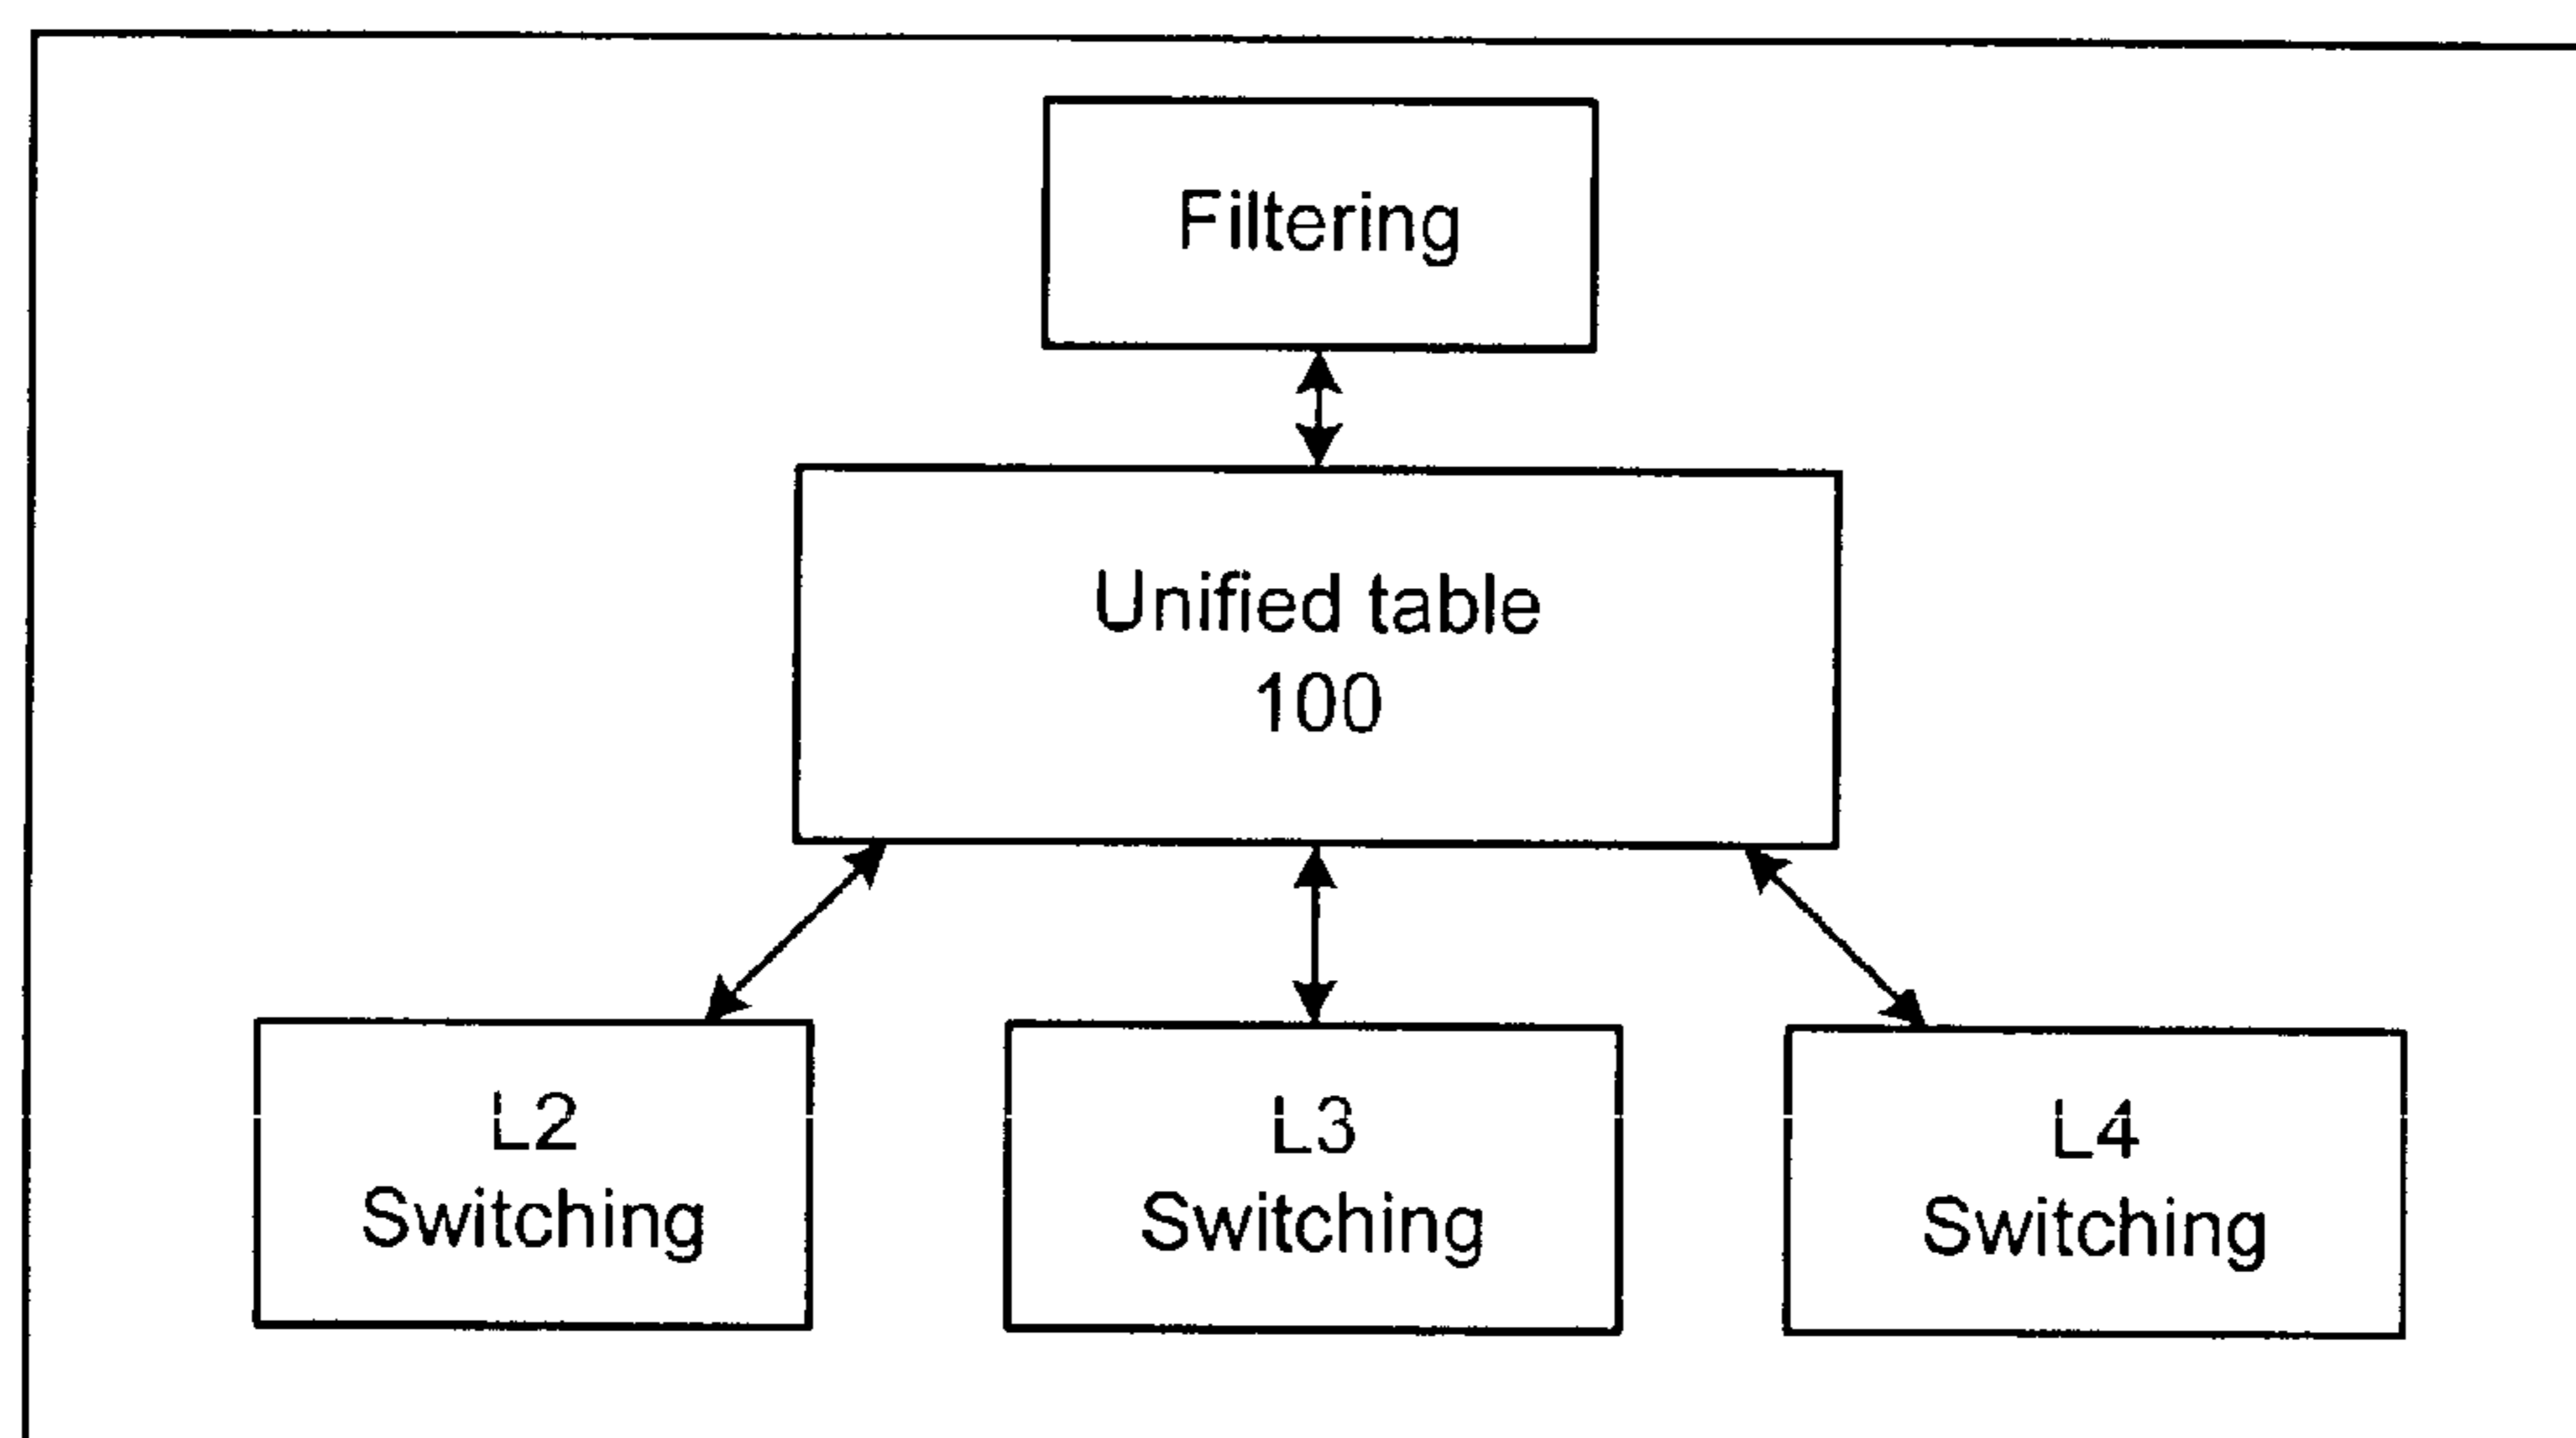 Filtering
Unified table
100
L2
Switching
L3
Switching
L4
Switching